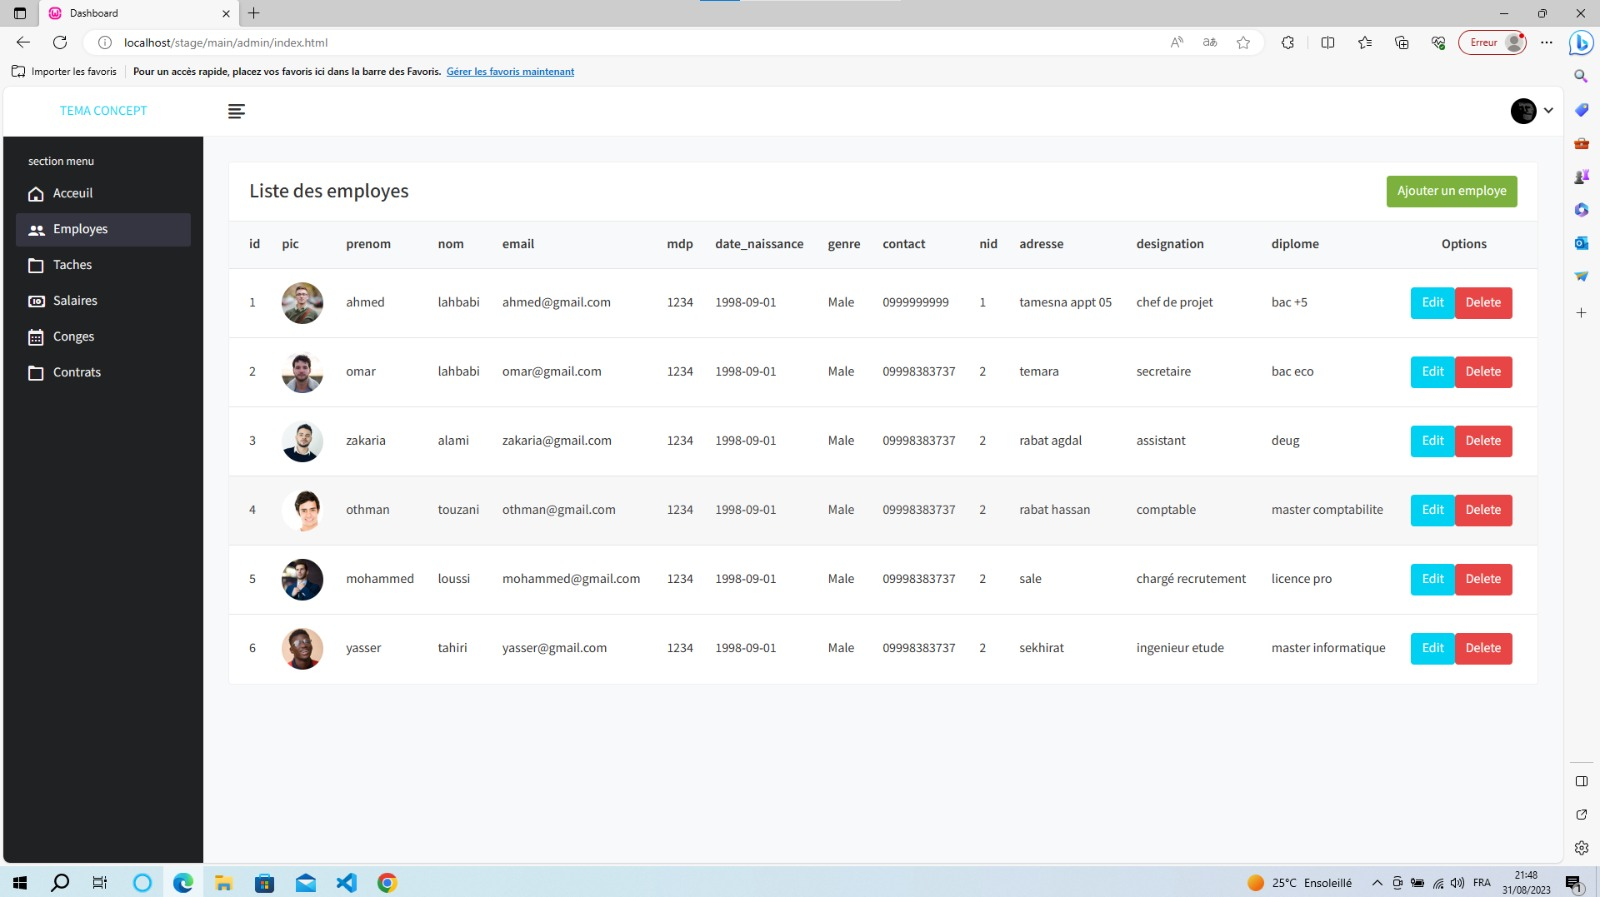 Dashboard
localhost/stage/main/admin/index.html
Erreur
Importer les favoris
Pour un accès rapide, placez vos favoris ici dans la barre des Favoris. Gérer les favoris maintenant
TEMA CONCEPT
section menu
Acceuil
Employes
Taches
Salaires
Conges
Contrats
Liste des employes
Ajouter un employe
id pic prenom nom email mdp date_naissance genre contact nid adresse designation diplome Options
1 ahmed lahbabi ahmed@gmail.com 1234 1998-09-01 Male 0999999999 1 tamesna appt 05 chef de projet bac +5 Edit Delete
2 omar lahbabi omar@gmail.com 1234 1998-09-01 Male 09998383737 2 temara secretaire bac eco Edit Delete
3 zakaria alami zakaria@gmail.com 1234 1998-09-01 Male 09998383737 2 rabat agdal assistant deug Edit Delete
4 othman touzani othman@gmail.com 1234 1998-09-01 Male 09998383737 2 rabat hassan comptable master comptabilite Edit Delete
5 mohammed loussi mohammed@gmail.com 1234 1998-09-01 Male 09998383737 2 sale chargé recrutement licence pro Edit Delete
6 yasser tahiri yasser@gmail.com 1234 1998-09-01 Male 09998383737 2 sekhirat ingenieur etude master informatique Edit Delete
25°C Ensoleillé
FRA
21:48
31/08/2023
1